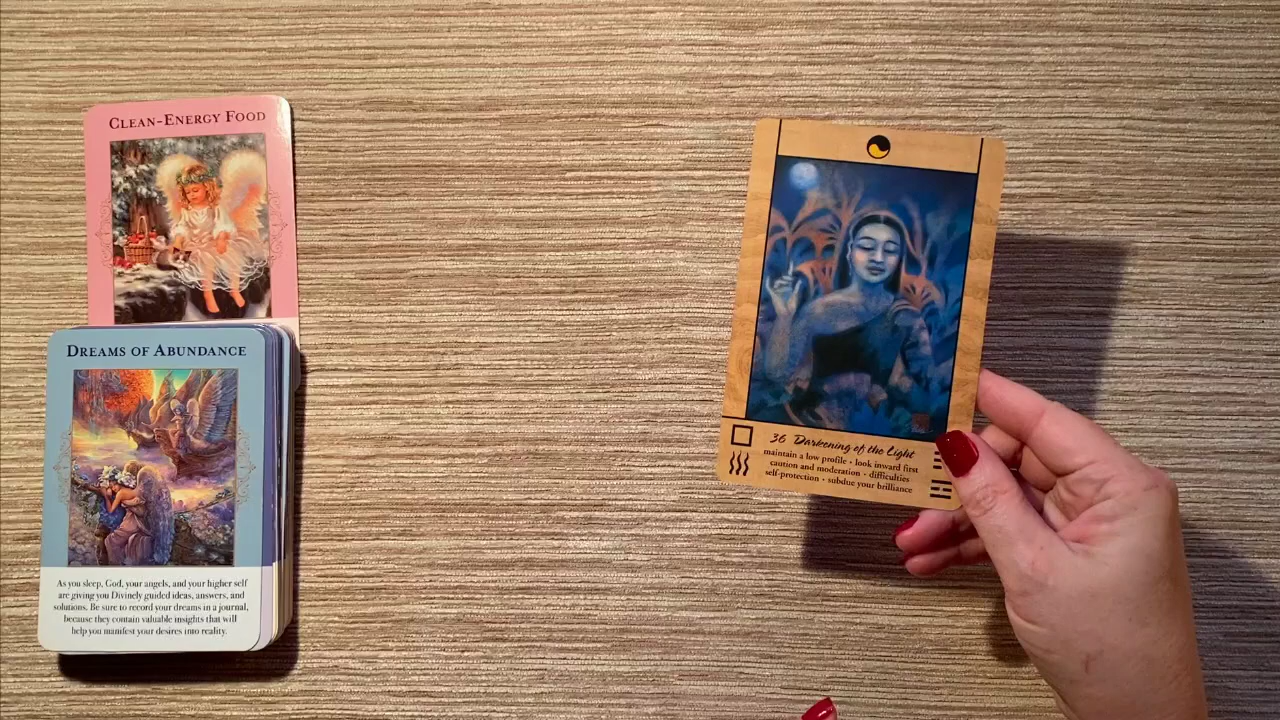 CLEAN-ENERGY FOOD
DREAMS OF ABUNDANCE
As you sleep, God, your angels, and your higher self
are giving you Divinely guided ideas, answers, and
solutions. Be sure to record your dreams in a journal,
because they contain valuable insights that will
help you manifest your desires into reality.
36 Darkening of the Light
maintain a low profile • look inward first
caution and moderation • difficulties
self-protection • subdue your brilliance